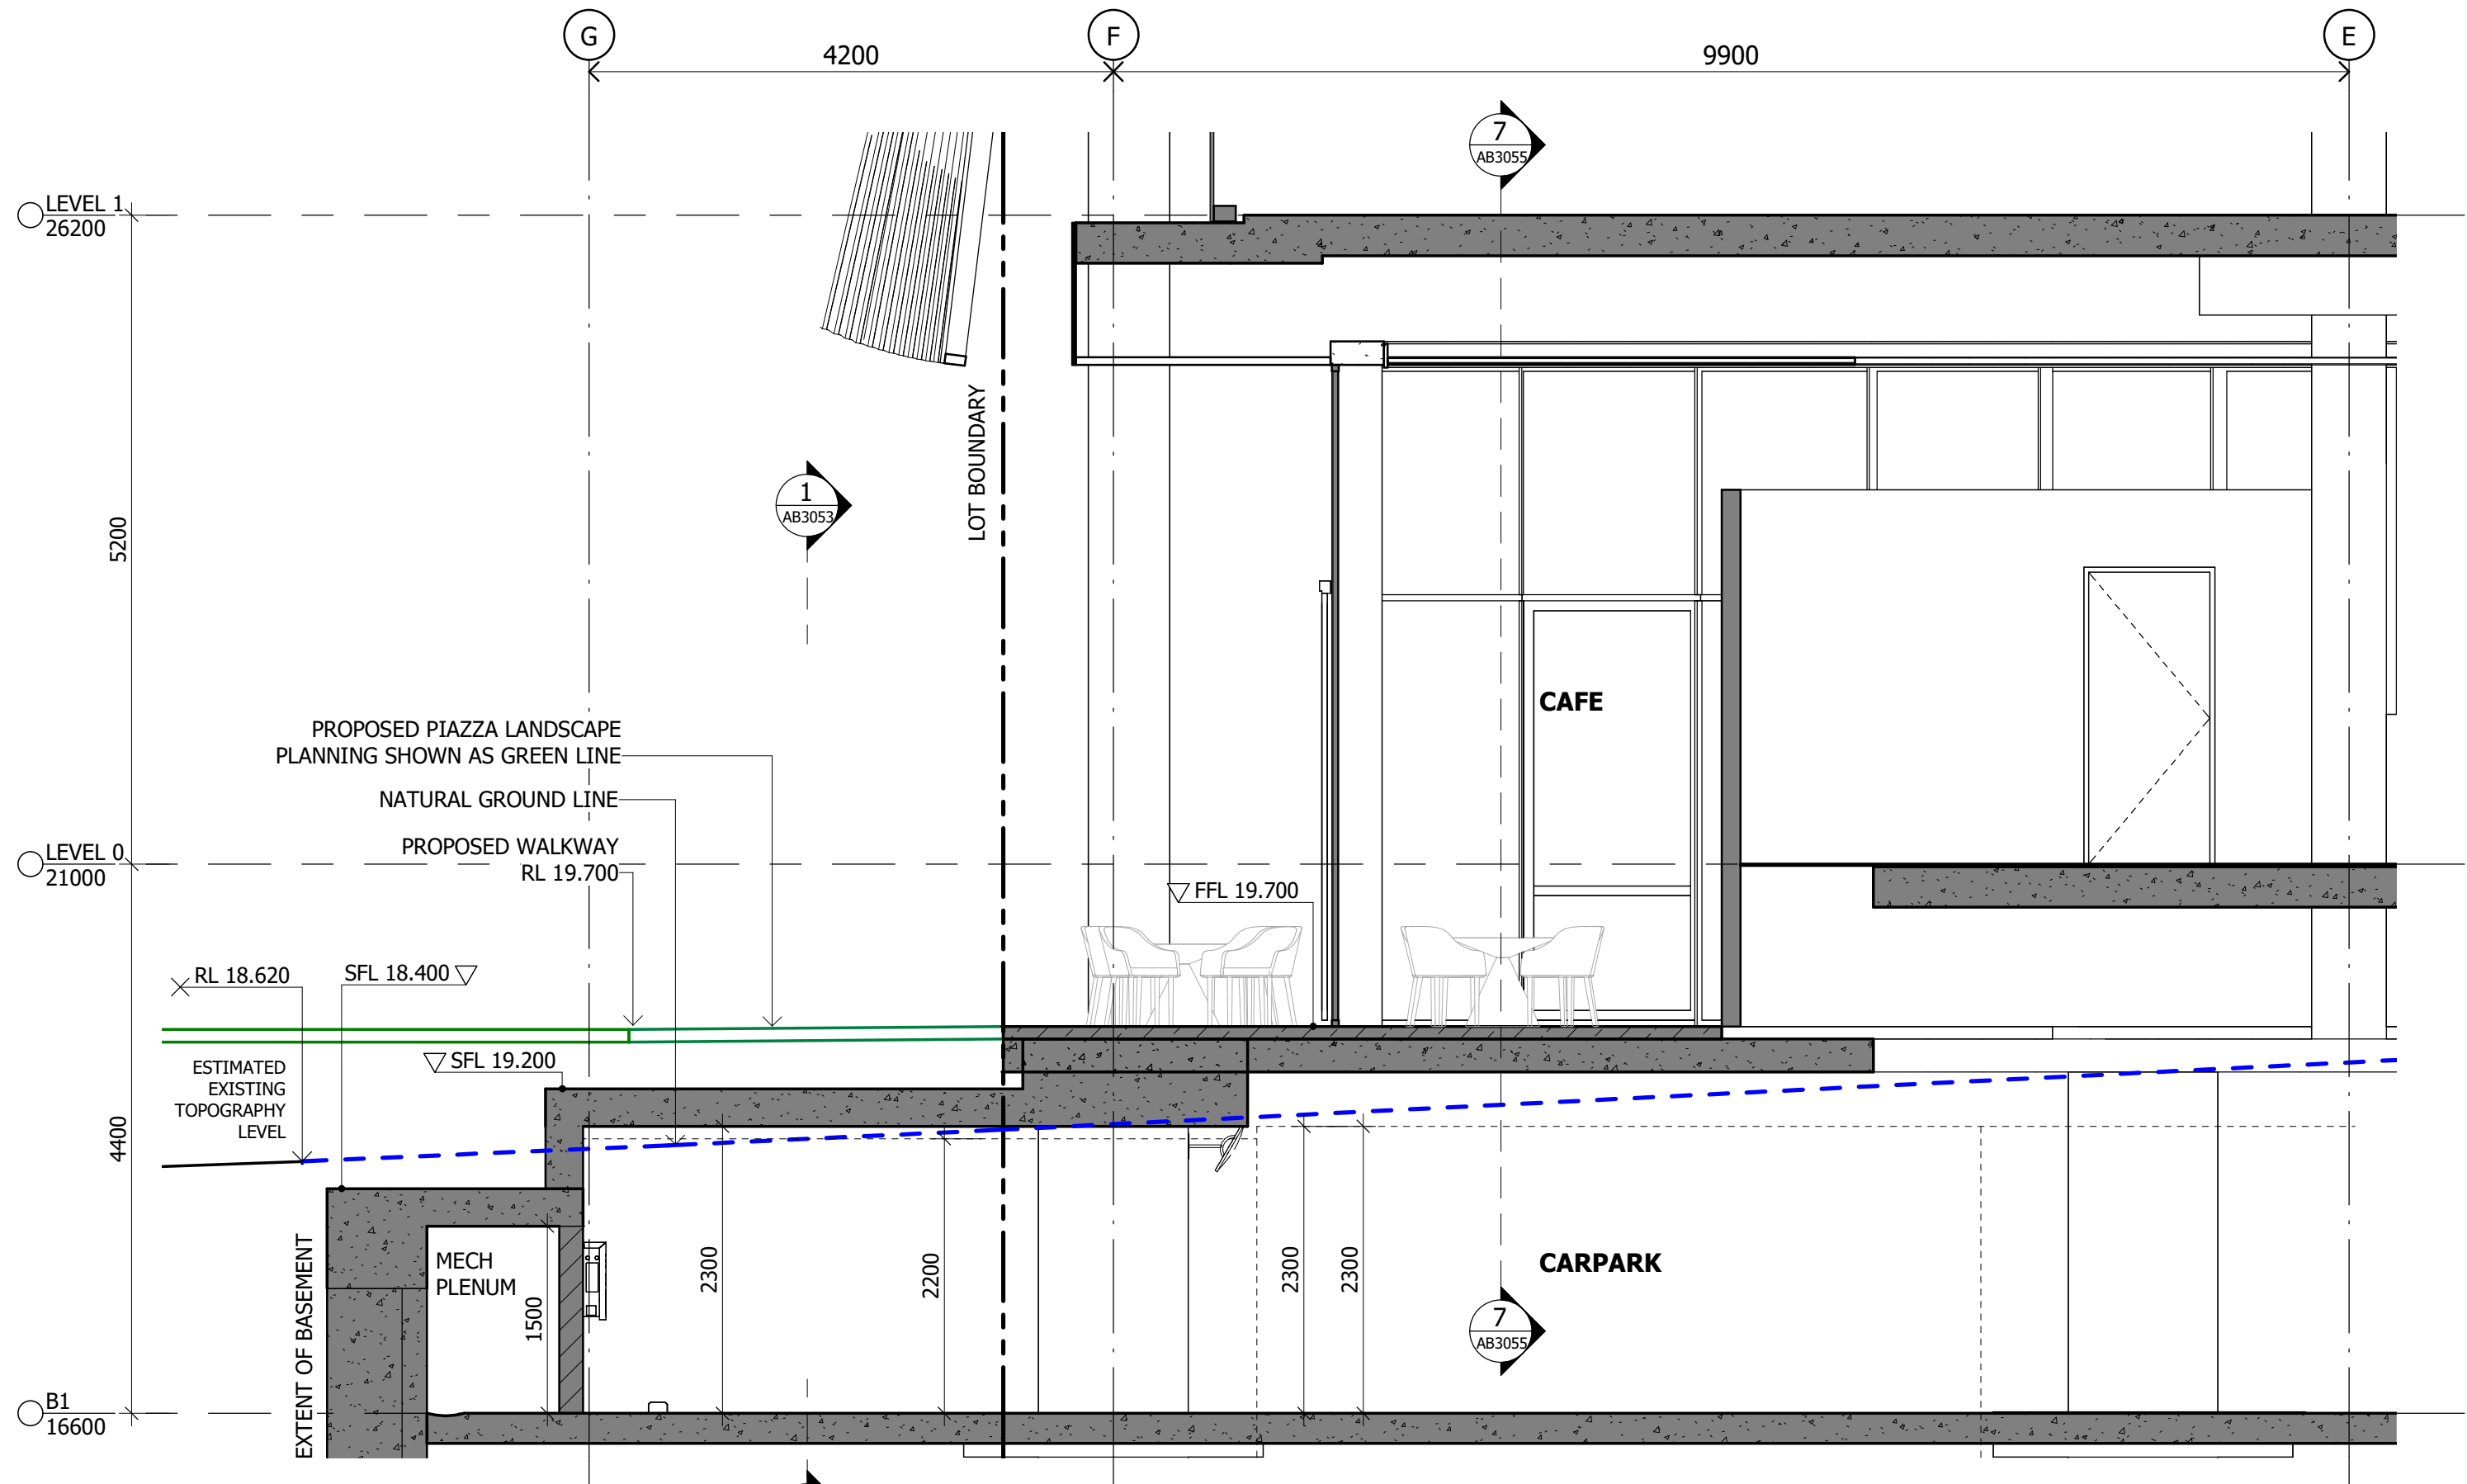 G
F
E
4200
9900
7
AB3055
LEVEL 1
26200
LOT BOUNDARY
1
AB3053
5200
CAFE
PROPOSED PIAZZA LANDSCAPE
PLANNING SHOWN AS GREEN LINE
NATURAL GROUND LINE
PROPOSED WALKWAY
RL 19.700
LEVEL 0
21000
FFL 19.700
RL 18.620
SFL 18.400
SFL 19.200
ESTIMATED
EXISTING
TOPOGRAPHY
LEVEL
4400
EXTENT OF BASEMENT
MECH
PLENUM
1500
2300
2200
2300
2300
CARPARK
7
AB3055
B1
16600